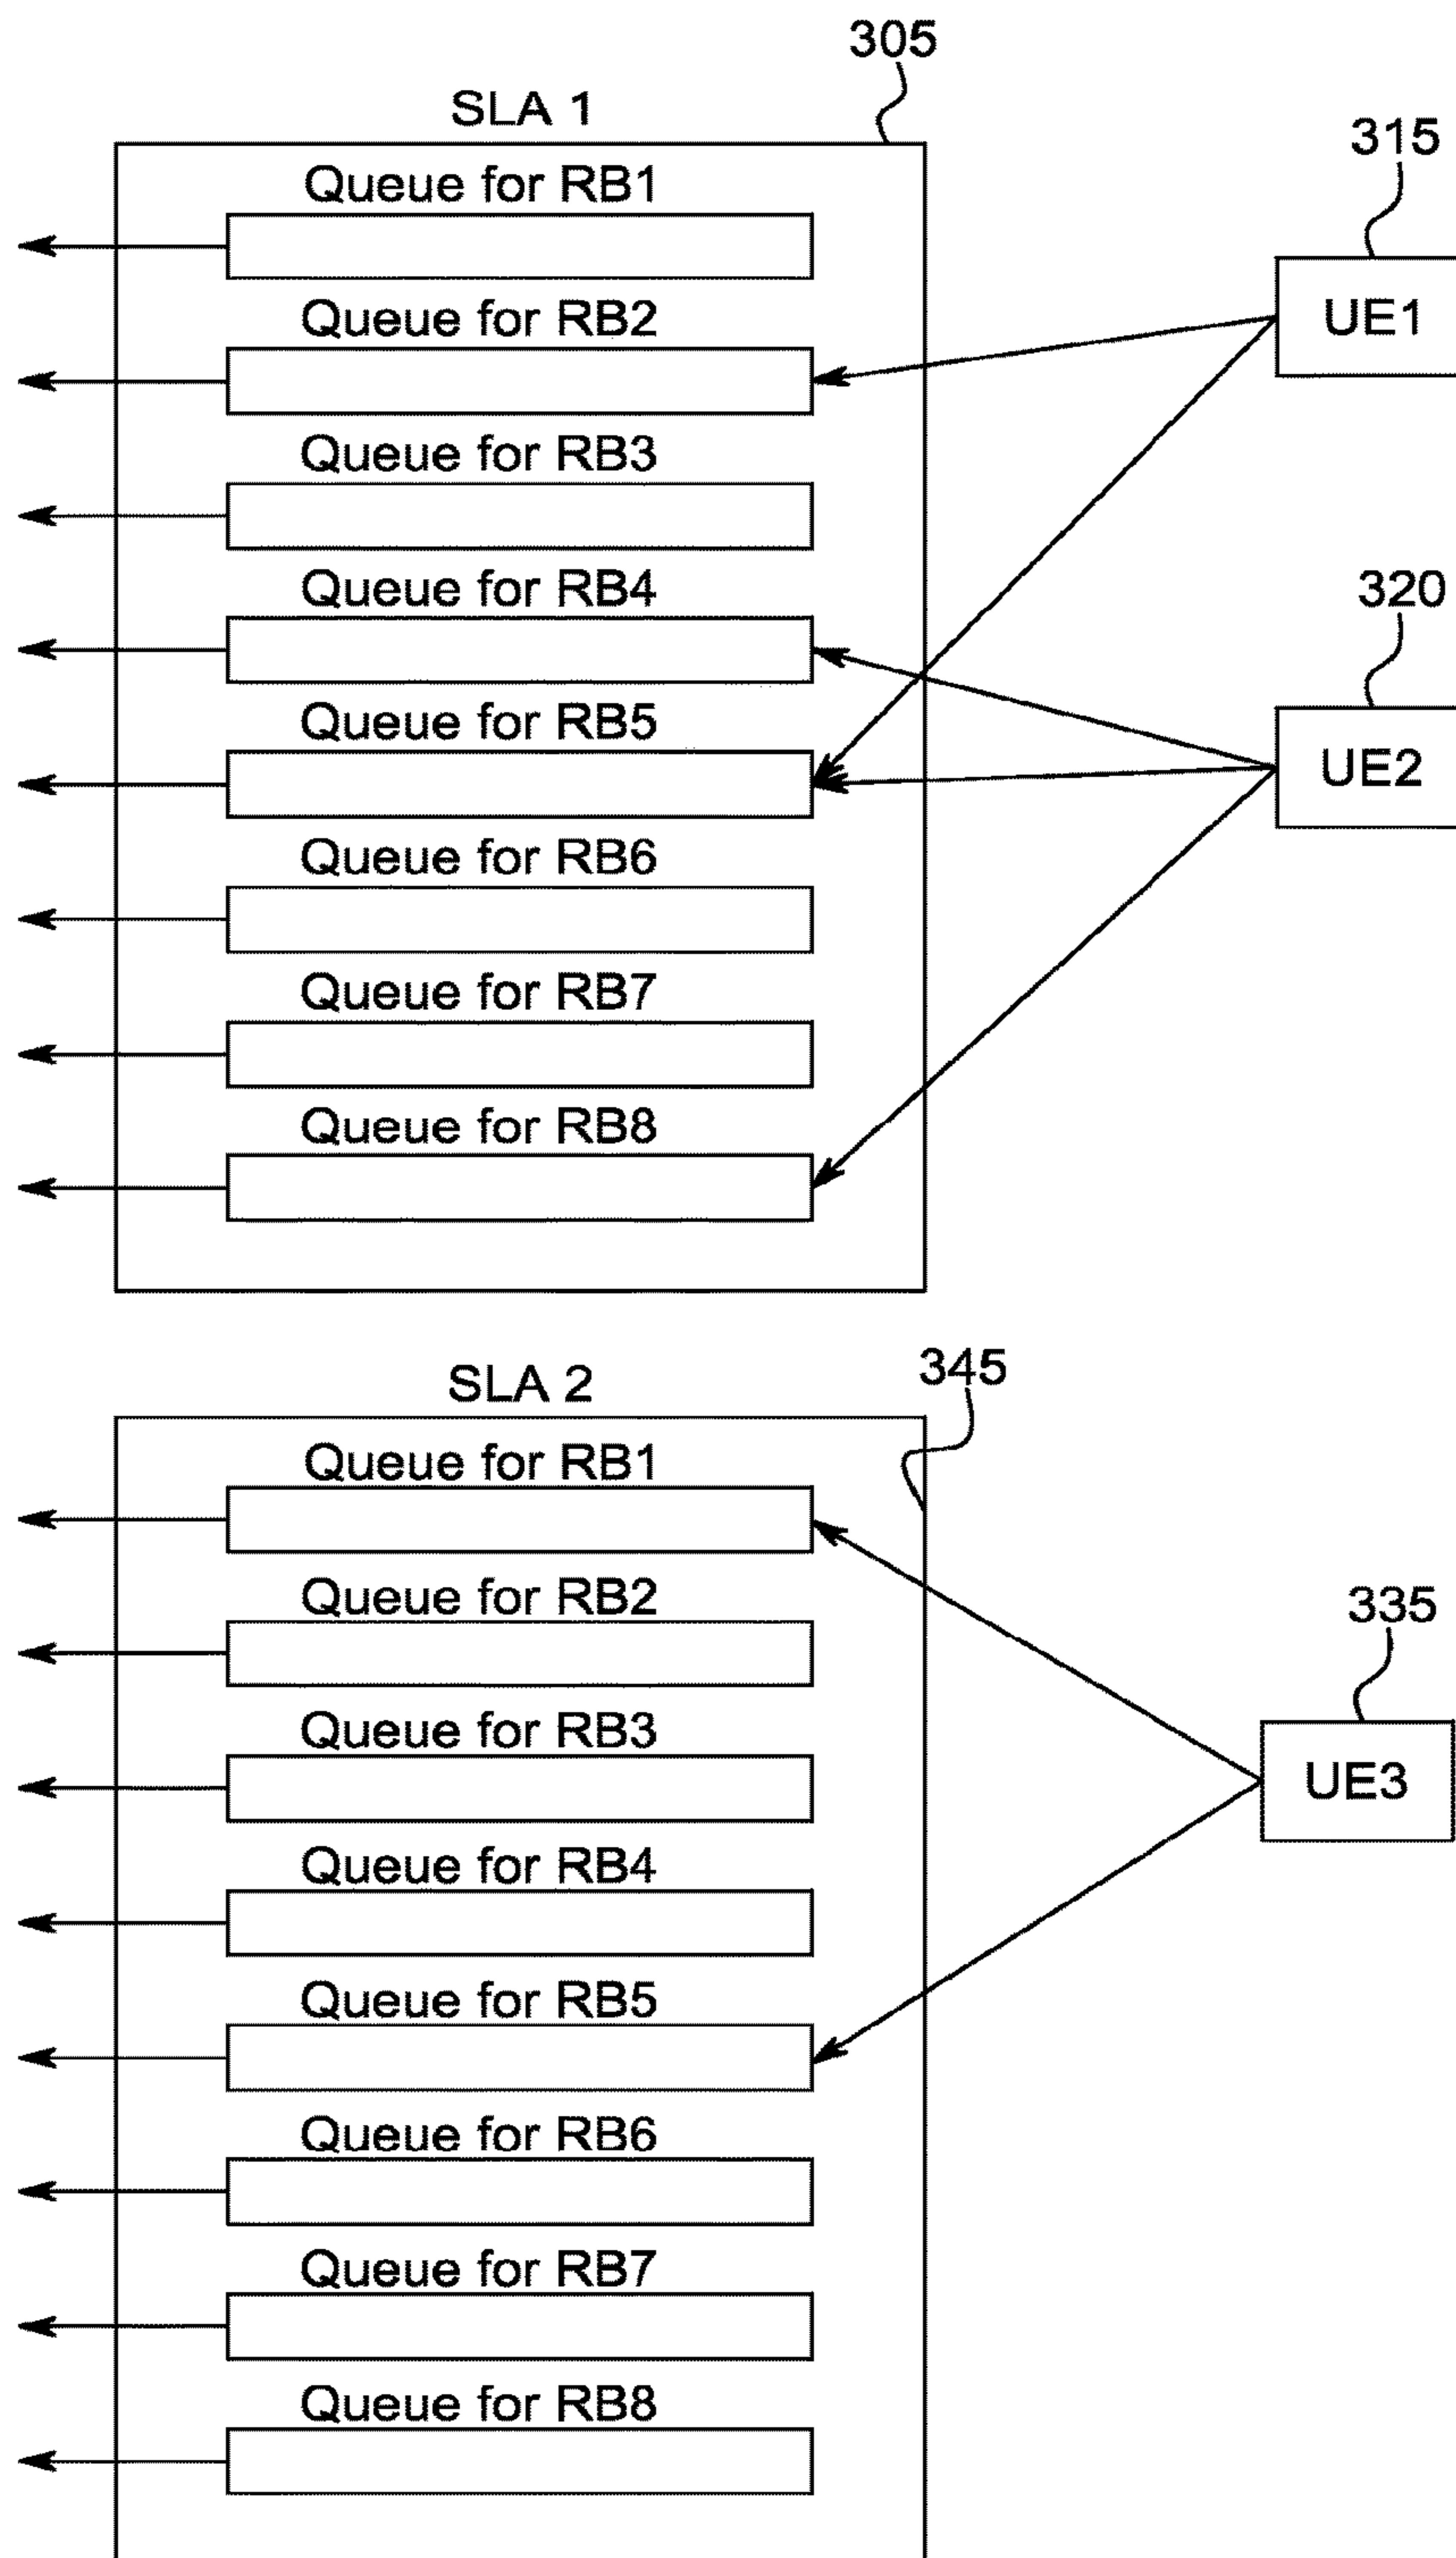 305
SLA 1
315
Queue for RB1
Queue for RB2
UE1
Queue for RB3
320
Queue for RB4
Queue for RB5
UE2
Queue for RB6
Queue for RB7
Queue for RB8
345
SLA 2
Queue for RB1
Queue for RB2
335
Queue for RB3
UE3
Queue for RB4
Queue for RB5
Queue for RB6
Queue for RB7
Queue for RB8